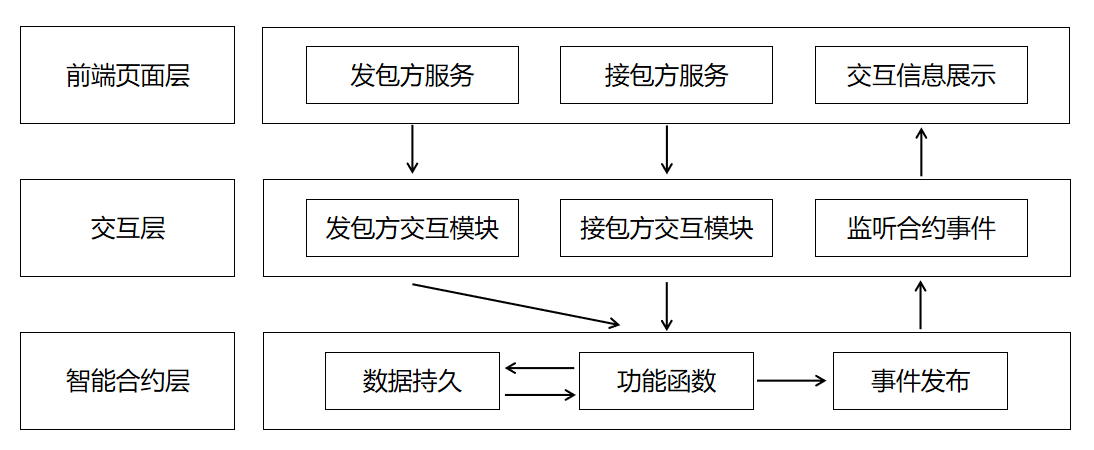 前端页面层
发包方服务
接包方服务
交互信息展示
交互层
发包方交互模块
接包方交互模块
监听合约事件
智能合约层
数据持久
功能函数
事件发布